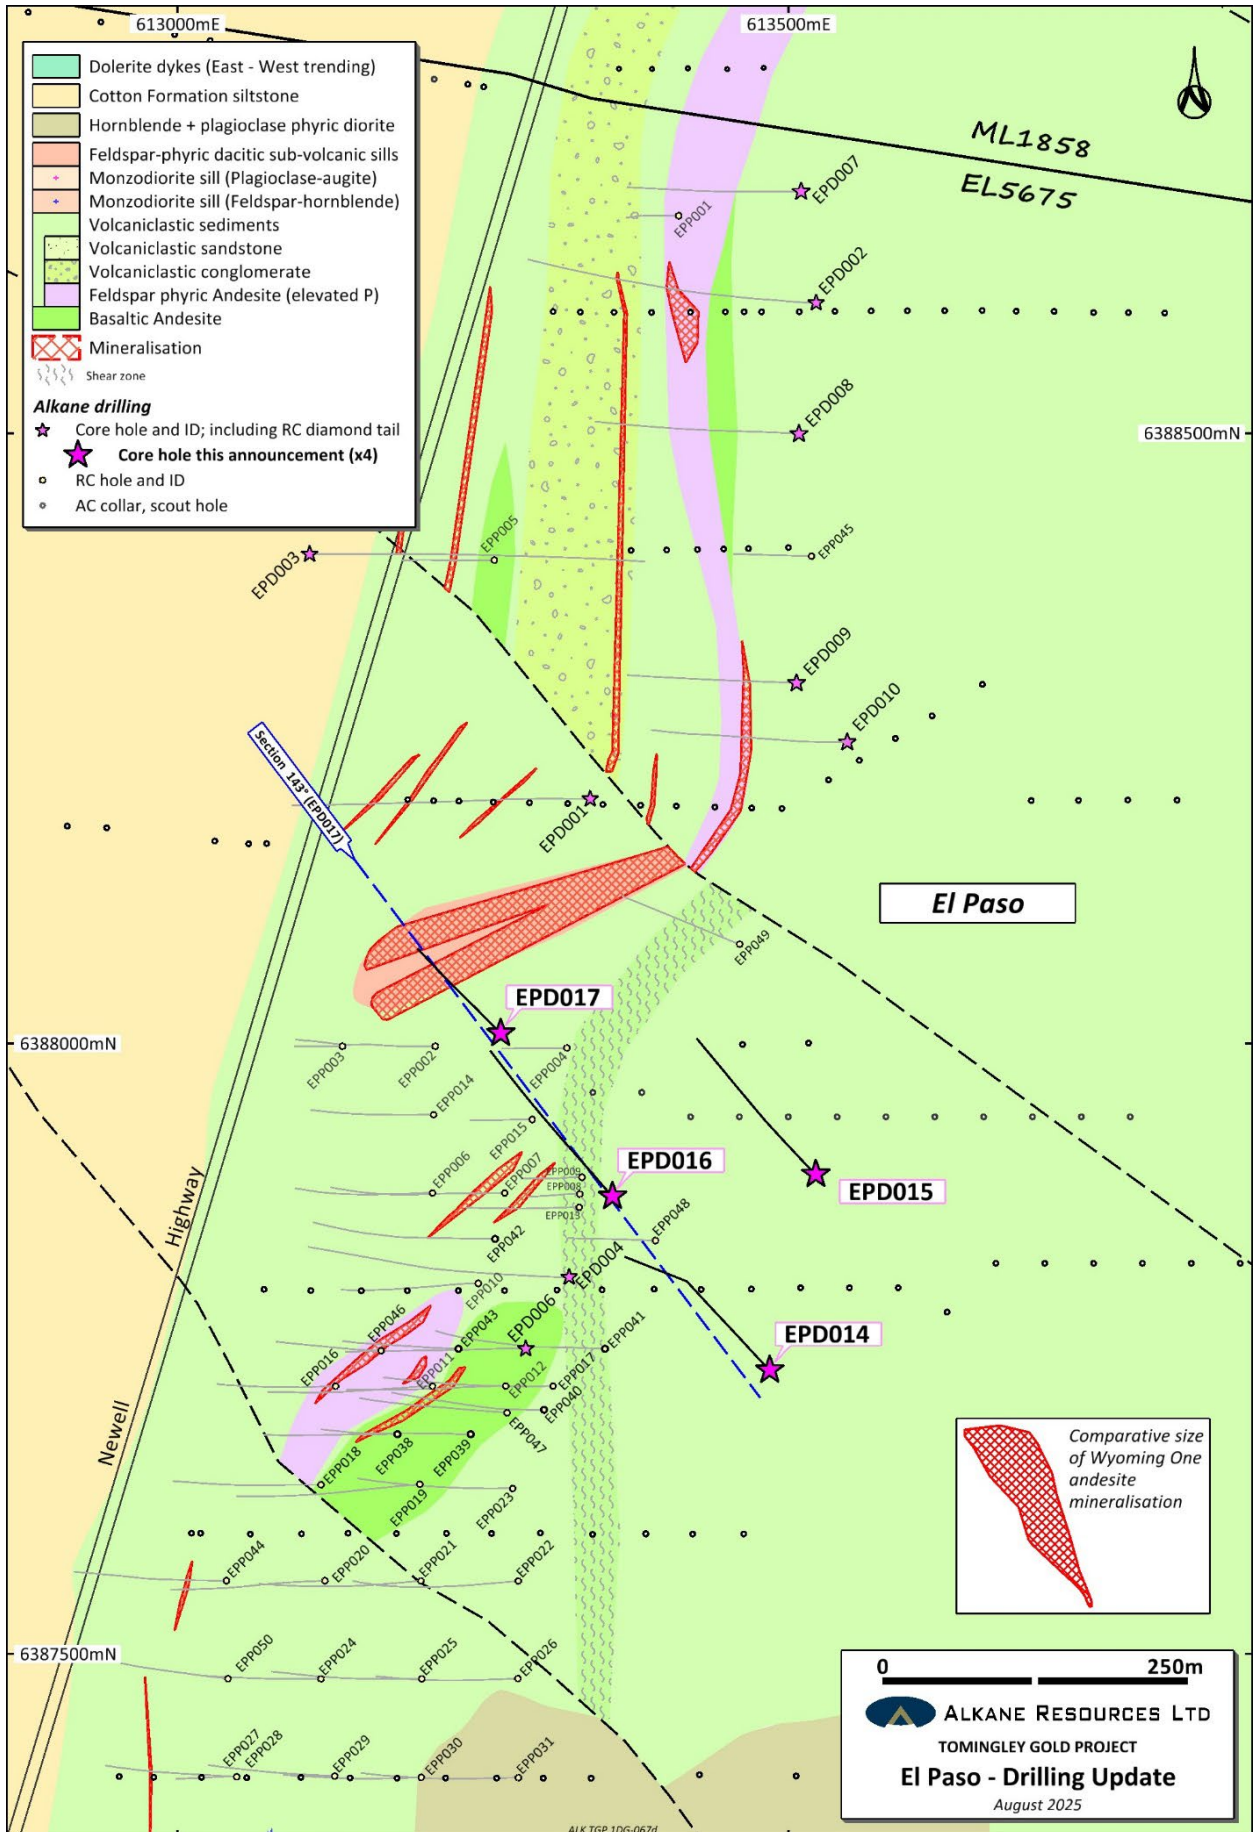 613000mE
613500mE
Dolerite dykes (East - West trending)
Cotton Formation siltstone
Hornblende + plagioclase phyric diorite
Feldspar-phyric dacitic sub-volcanic sills
Monzodiorite sill (Plagioclase-augite)
Monzodiorite sill (Feldspar-hornblende)
Volcaniclastic sediments
Volcaniclastic sandstone
Volcaniclastic conglomerate
Feldspar phyric Andesite (elevated P)
Basaltic Andesite
Mineralisation
Shear zone
Alkane drilling
Core hole and ID; including RC diamond tail
Core hole this announcement (x4)
RC hole and ID
AC collar, scout hole
ML1858
EL5675
EPD007
EPP001
EPD002
EPD008
6388500mN
EPP005
EPD003
EPP045
EPD009
EPD010
Section 143° (EPD017)
EPD001
El Paso
EPP049
EPD017
6388000mN
EPP003
EPP002
EPP004
EPP014
EPP015
EPP006
EPP007
EPP009
EPP008
EPP013
EPD016
EPD015
EPP042
EPP048
EPD004
EPP010
Highway
Newell
EPP046
EPP043
EPD006
EPP041
EPD014
EPP016
EPP011
EPP012
EPP017
EPP040
EPP047
EPP018
EPP038
EPP039
EPP019
EPP023
Comparative size
of Wyoming One
andesite
mineralisation
EPP044
EPP020
EPP021
EPP022
6387500mN
EPP050
EPP024
EPP025
EPP026
EPP027
EPP028
EPP029
EPP030
EPP031
0 250m
ALKANE RESOURCES LTD
TOMINGLEY GOLD PROJECT
El Paso - Drilling Update
August 2025
ALK TGP 1DG-067d